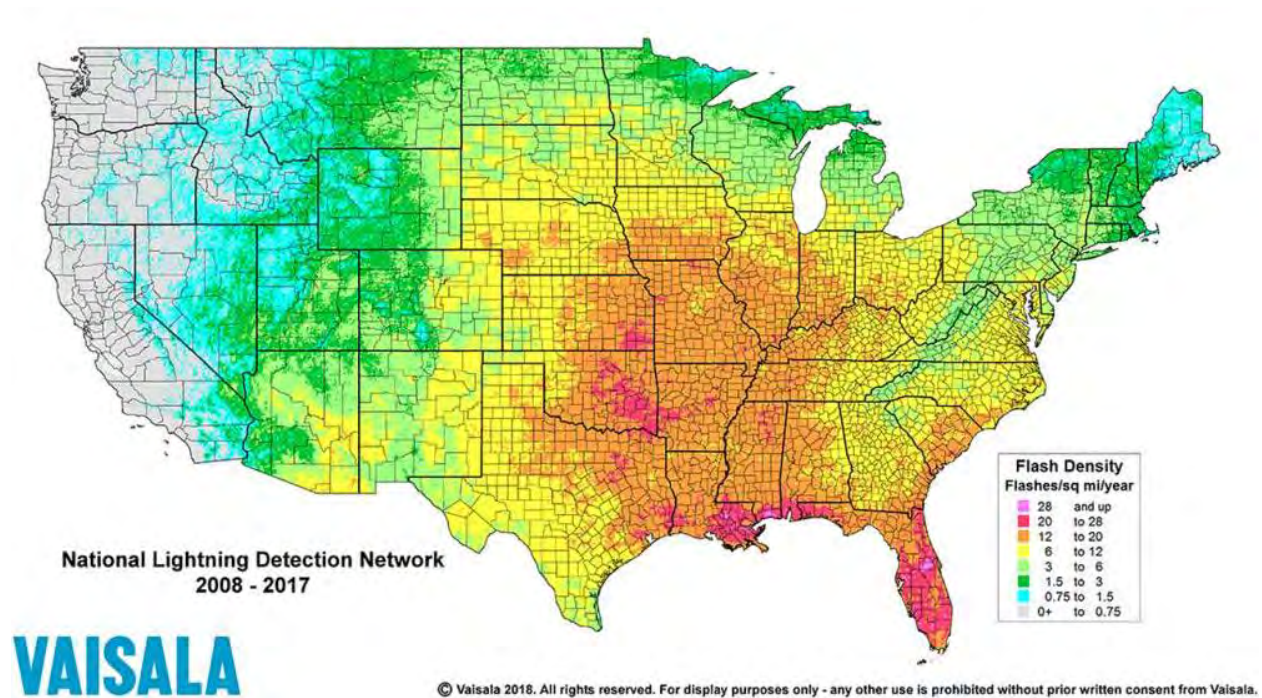 National Lightning Detection Network
2008 - 2017
Flash Density
Flashes/sq mi/year
28 and up
20 to 28
12 to 20
6 to 12
3 to 6
1.5 to 3
0.75 to 1.5
0+ to 0.75
VAISALA
© Vaisala 2018. All rights reserved. For display purposes only - any other use is prohibited without prior written consent from Vaisala.